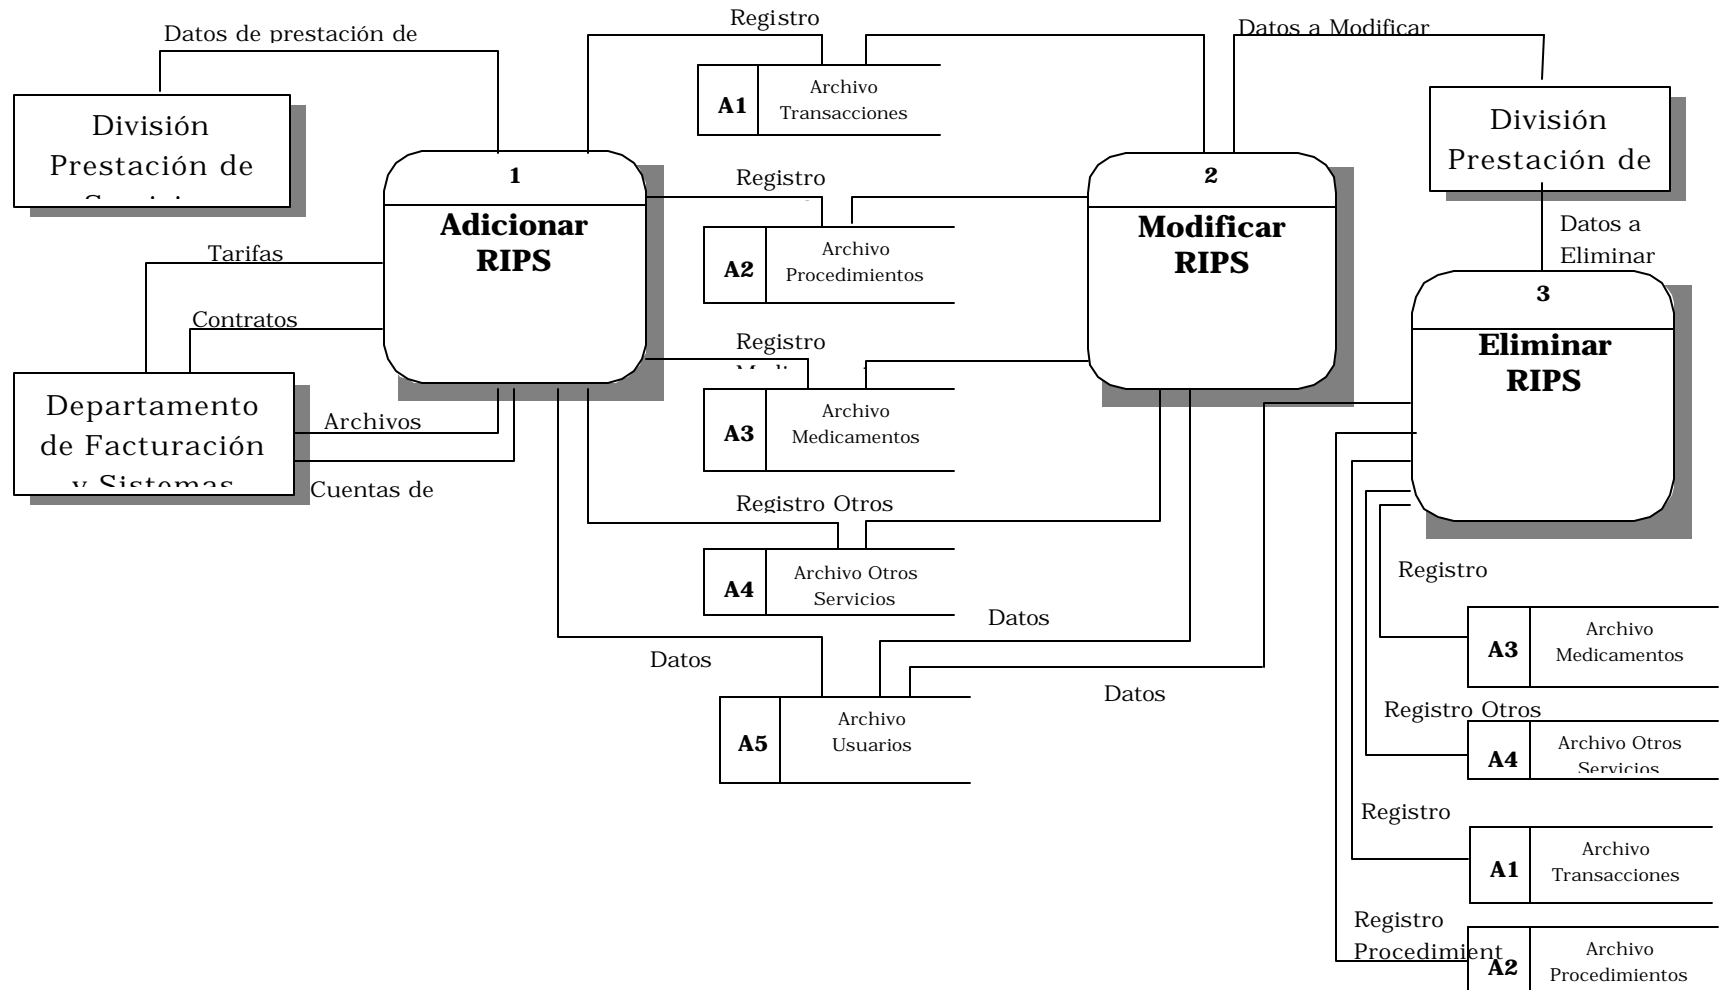 Datos de prestación de
División
Prestación de
Tarifas
Contratos
Departamento
de Facturación
y Sistemas
Archivos
Cuentas de
1
Adicionar
RIPS
Registro
A1
Archivo
Transacciones
Registro
A2
Archivo
Procedimientos
Registro
A3
Archivo
Medicamentos
Registro Otros
A4
Archivo Otros
Servicios
Datos
Datos
Datos
A5
Archivo
Usuarios
2
Modificar
RIPS
Datos a Modificar
División
Prestación de
Datos a
Eliminar
3
Eliminar
RIPS
Registro
A3
Archivo
Medicamentos
Registro Otros
A4
Archivo Otros
Servicios
Registro
A1
Archivo
Transacciones
Registro
Procedimient
A2
Archivo
Procedimientos